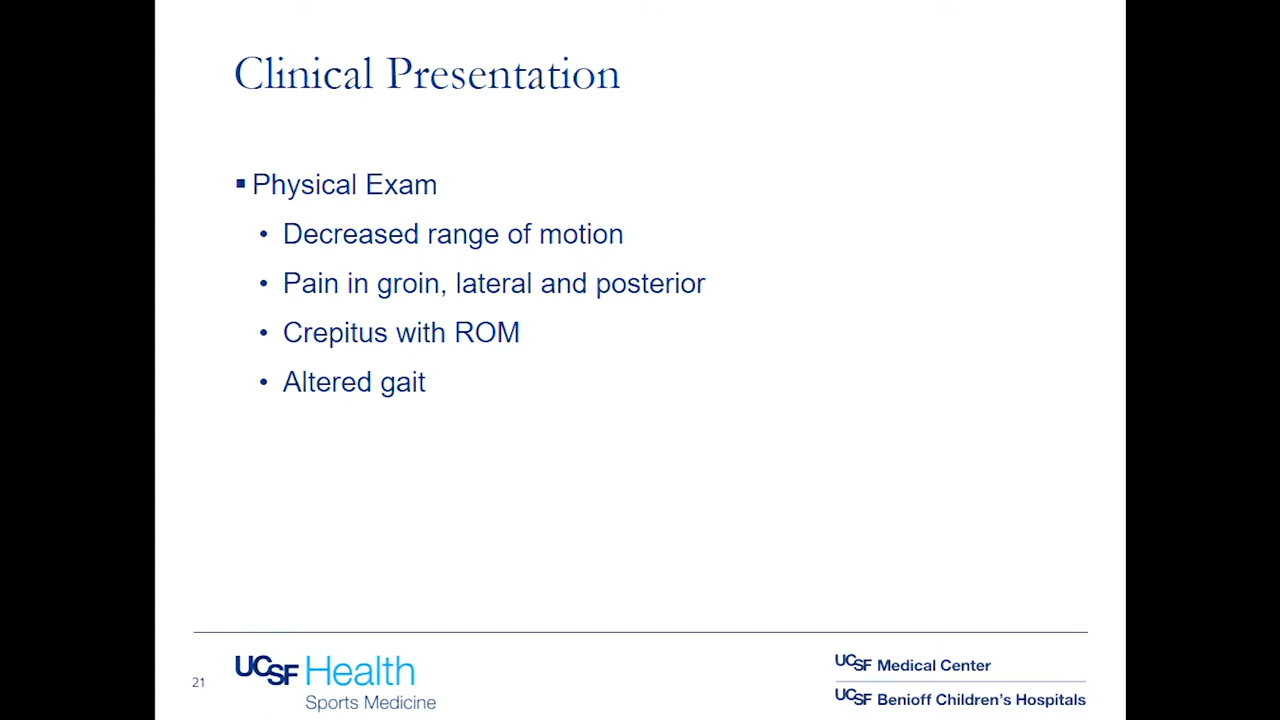 Clinical Presentation
▪ Physical Exam
• Decreased range of motion
• Pain in groin, lateral and posterior
• Crepitus with ROM
• Altered gait
21
UCSF Health
Sports Medicine
UCSF Medical Center
UCSF Benioff Children's Hospitals